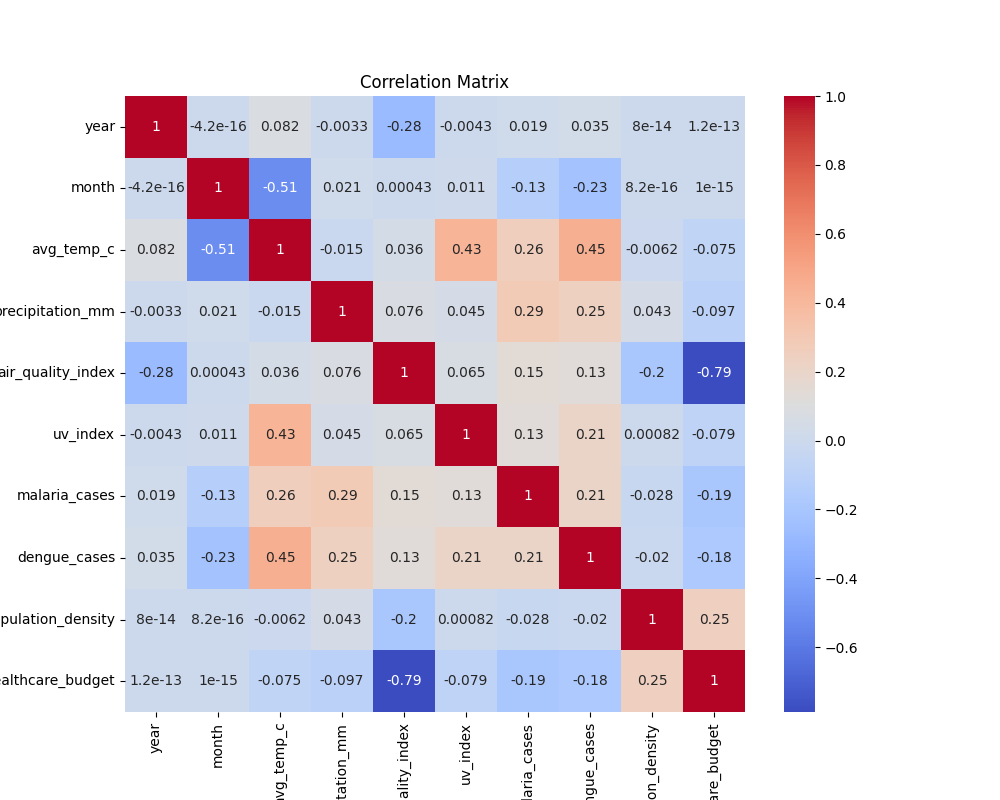 Correlation Matrix
year 1 -4.2e-16 0.082 -0.0033 -0.28 -0.0043 0.019 0.035 8e-14 1.2e-13
month -4.2e-16 1 -0.51 0.021 0.00043 0.011 -0.13 -0.23 8.2e-16 1e-15
avg_temp_c 0.082 -0.51 1 -0.015 0.036 0.43 0.26 0.45 -0.0062 -0.075
precipitation_mm -0.0033 0.021 -0.015 1 0.076 0.045 0.29 0.25 0.043 -0.097
air_quality_index -0.28 0.00043 0.036 0.076 1 0.065 0.15 0.13 -0.2 -0.79
uv_index -0.0043 0.011 0.43 0.045 0.065 1 0.13 0.21 0.00082 -0.079
malaria_cases 0.019 -0.13 0.26 0.29 0.15 0.13 1 0.21 -0.028 -0.19
dengue_cases 0.035 -0.23 0.45 0.25 0.13 0.21 0.21 1 -0.02 -0.18
pulation_density 8e-14 8.2e-16 -0.0062 0.043 -0.2 0.00082 -0.028 -0.02 1 0.25
althcare_budget 1.2e-13 1e-15 -0.075 -0.097 -0.79 -0.079 -0.19 -0.18 0.25 1
year month avg_temp_c tation_mm ality_index uv_index laria_cases ngue_cases on_density are_budget
1.0
0.8
0.6
0.4
0.2
0.0
−0.2
−0.4
−0.6